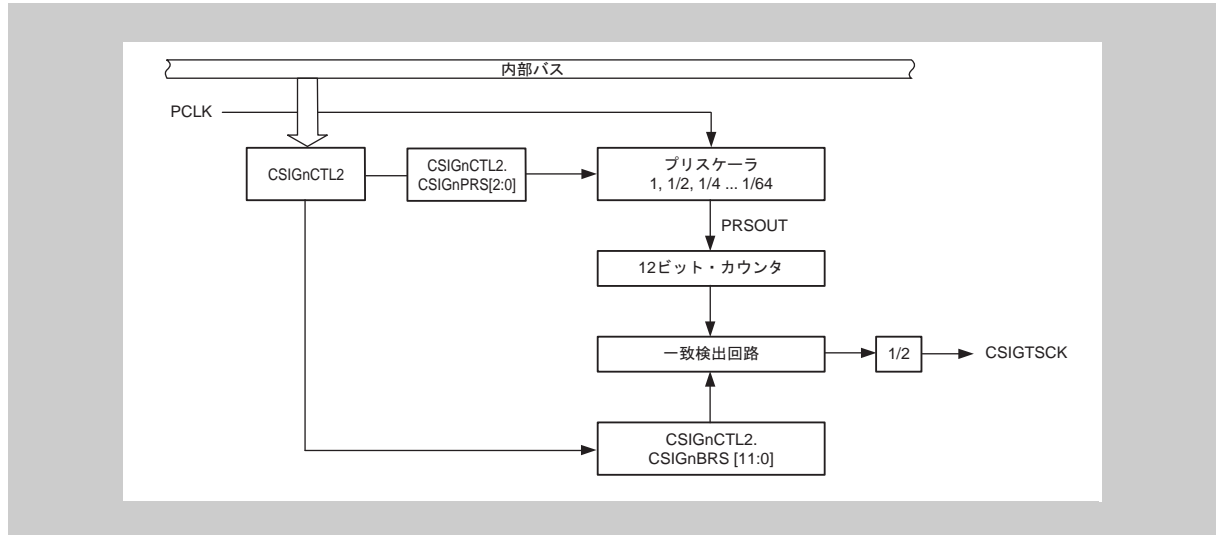 内部バス
PCLK
CSIGnCTL2
CSIGnCTL2.
CSIGnPRS[2:0]
プリスケーラ
1, 1/2, 1/4 ... 1/64
PRSOUT
12ビット・カウンタ
一致検出回路
1/2
CSIGTSCK
CSIGnCTL2.
CSIGnBRS [11:0]